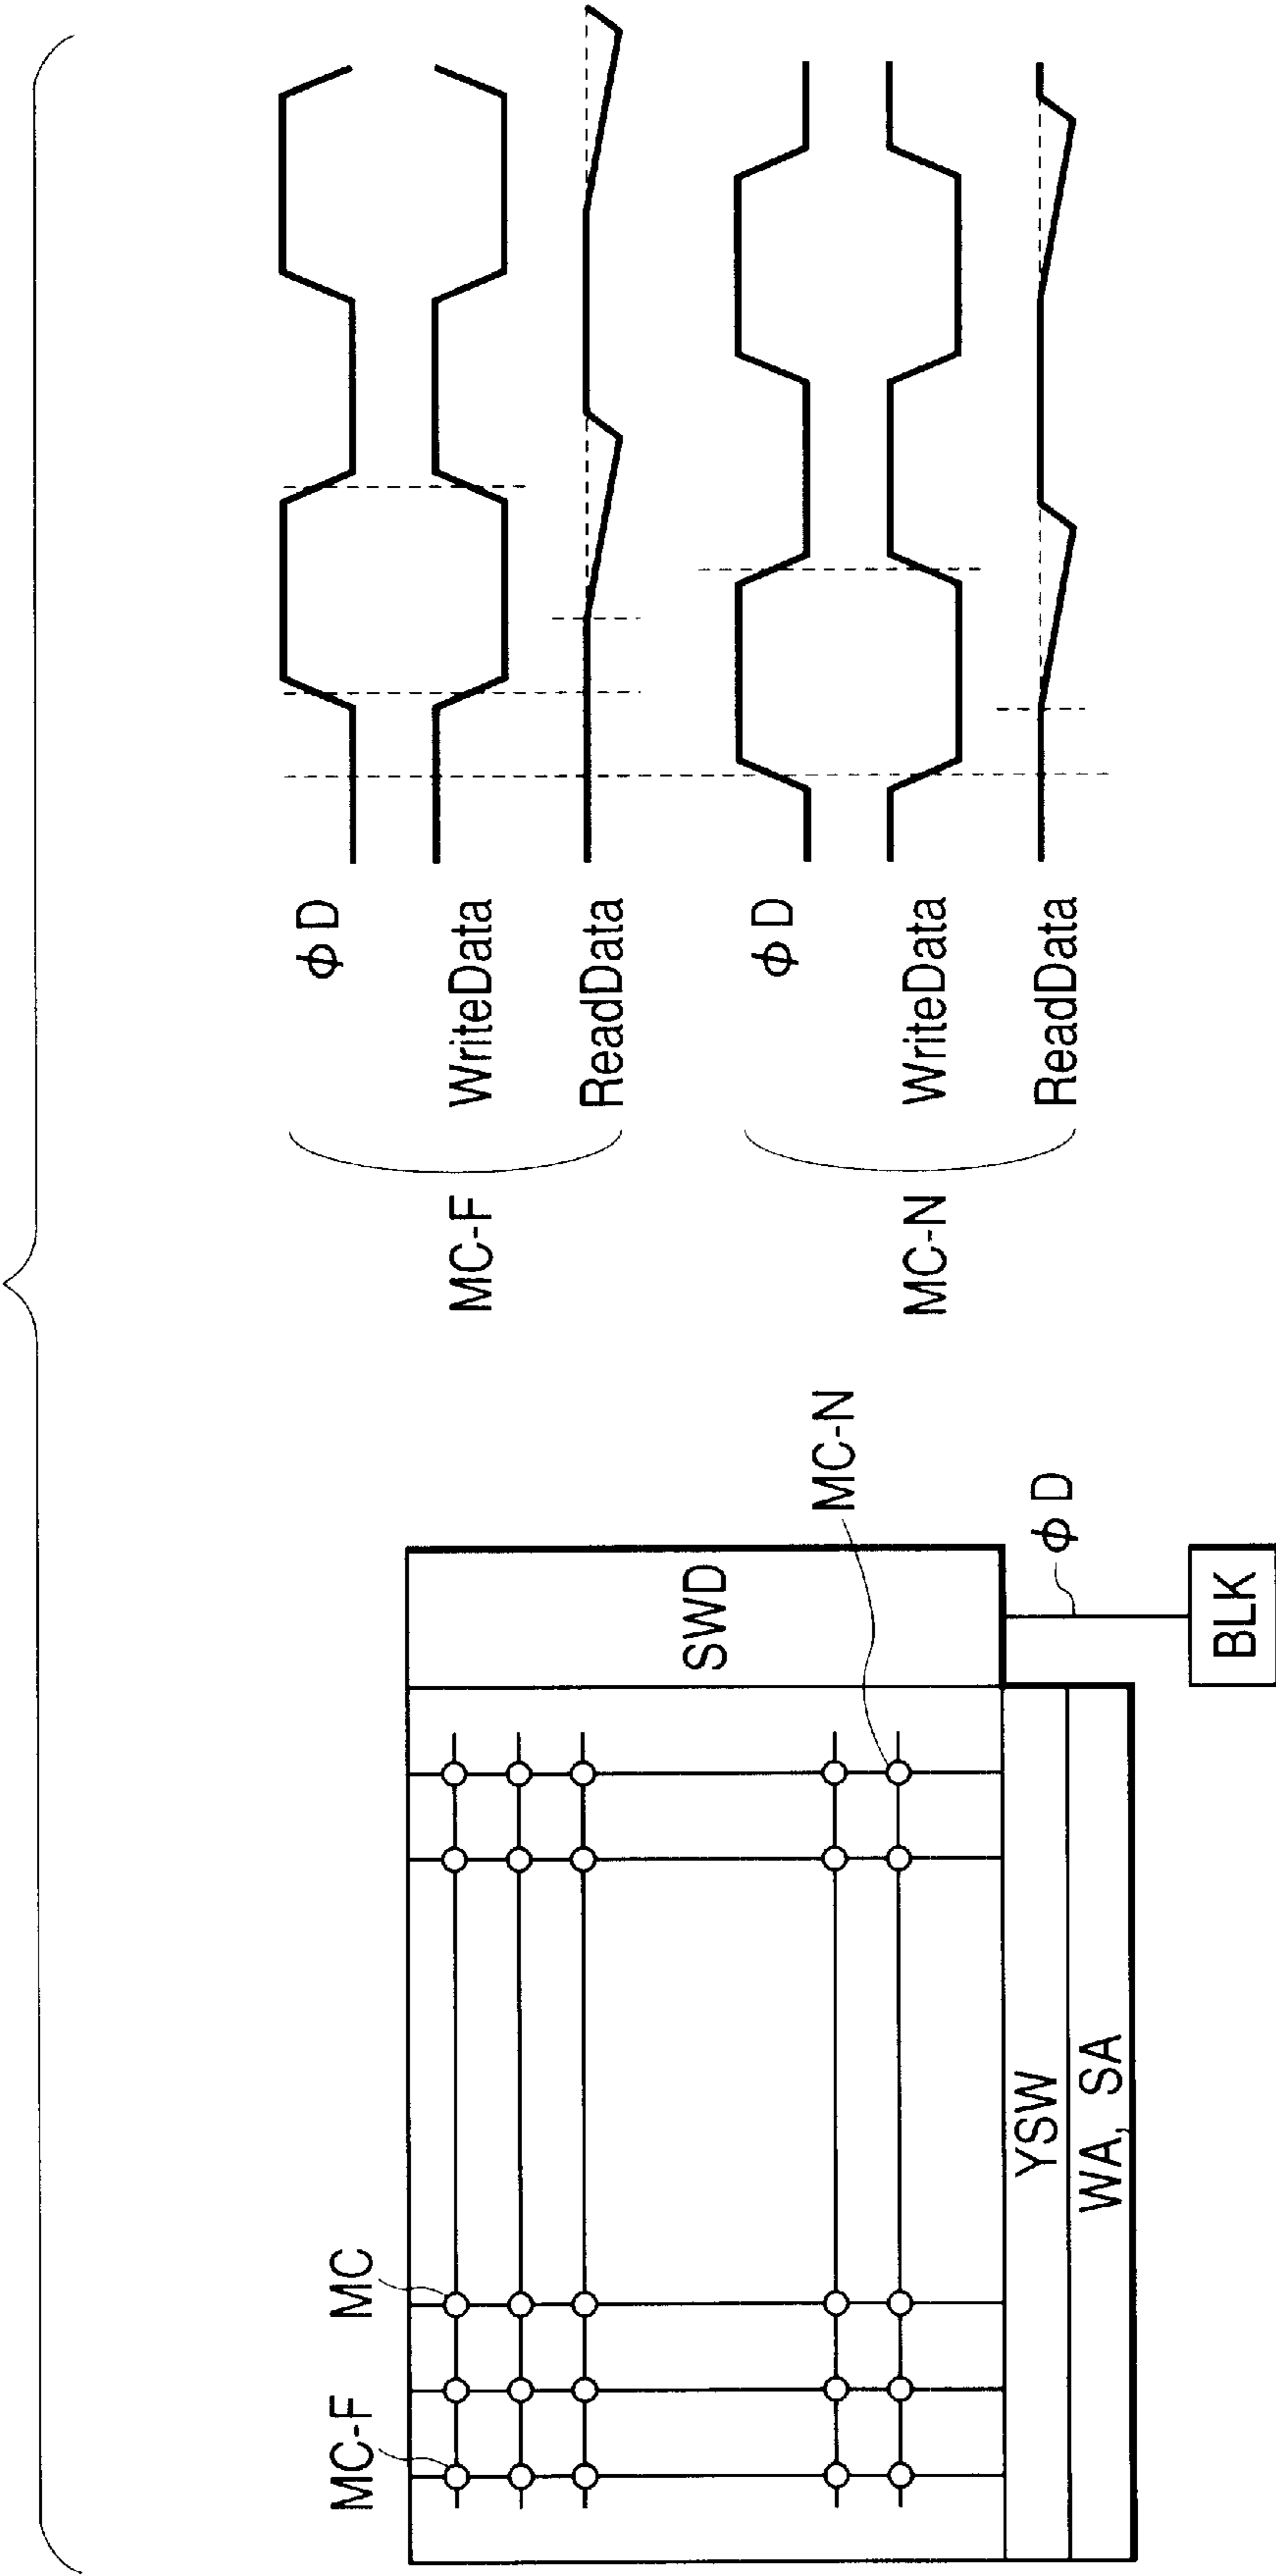 MC-F
MC
SWD
MC-N
YSW
WA, SA
φD
BLK
φD
MC-F
WriteData
ReadData
φD
MC-N
WriteData
ReadData